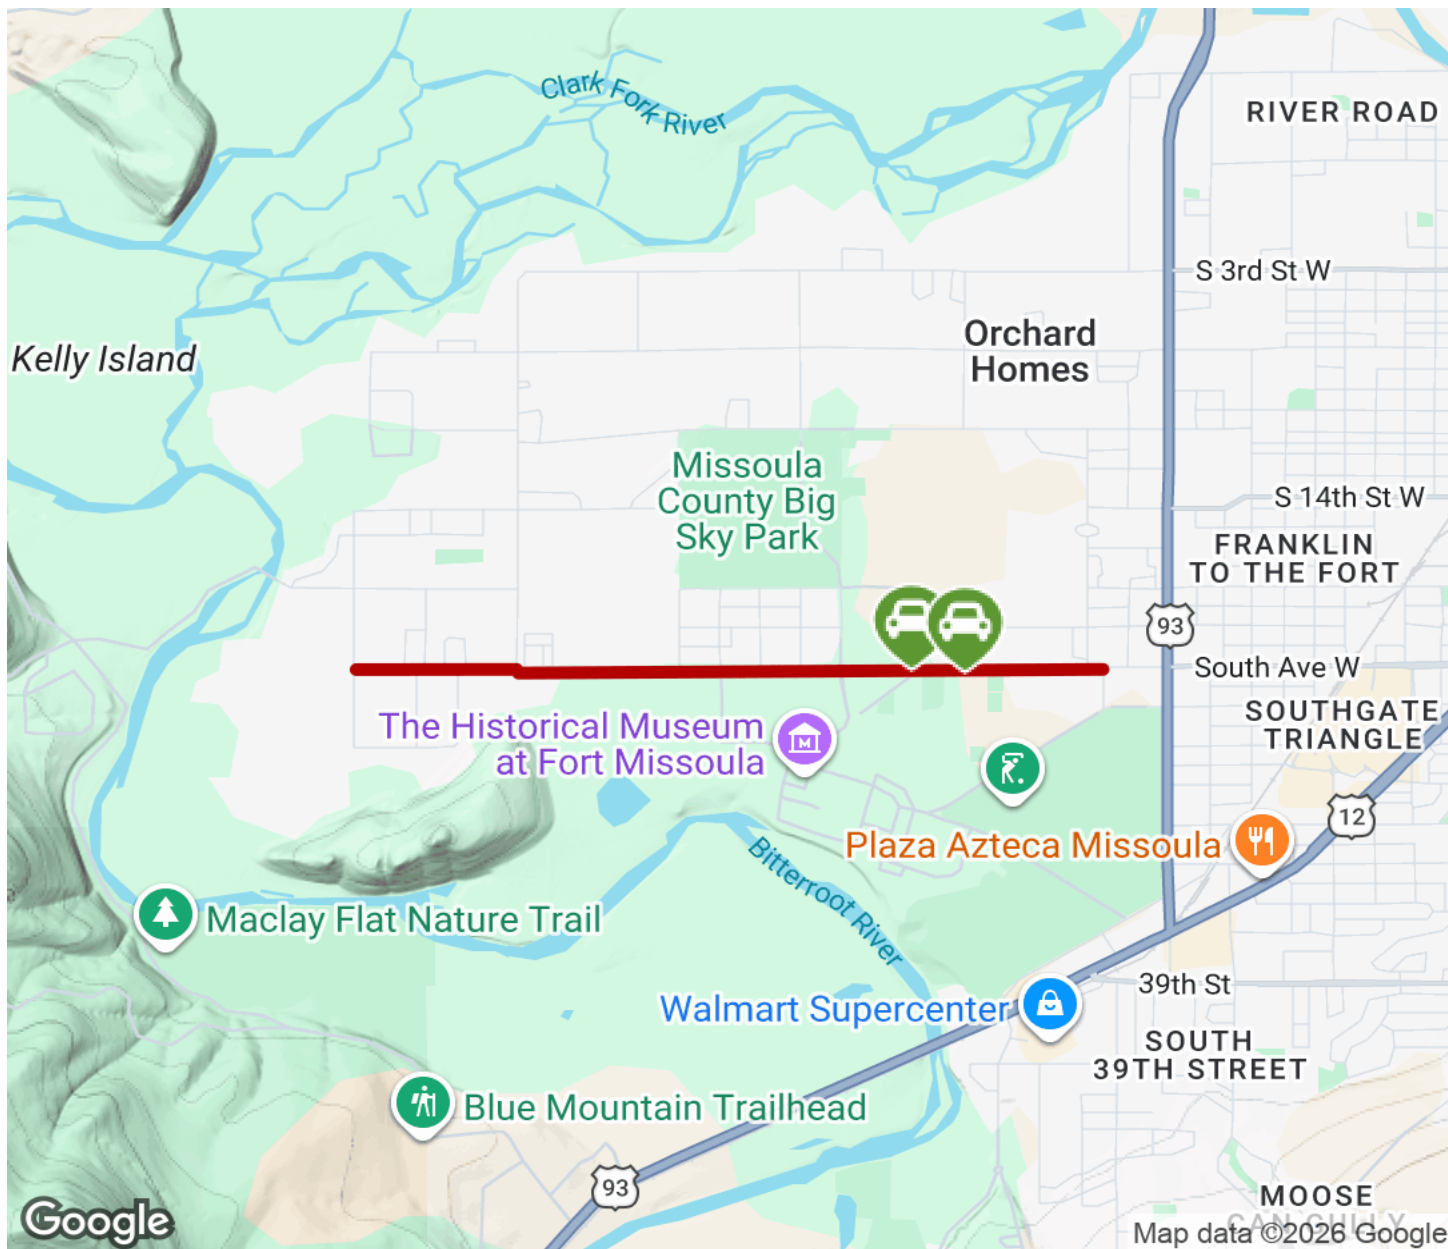 Clark Fork River
RIVER ROAD
S 3rd St W
Orchard
Homes
Kelly Island
Missoula
County Big
Sky Park
S 14th St W
FRANKLIN
TO THE FORT
93
South Ave W
SOUTHGATE
TRIANGLE
The Historical Museum
at Fort Missoula
M
12
Plaza Azteca Missoula
Bitterroot River
Maclay Flat Nature Trail
39th St
Walmart Supercenter
SOUTH
39TH STREET
Blue Mountain Trailhead
93
MOOSE
CAN GULLY
Google
Map data ©2026 Google